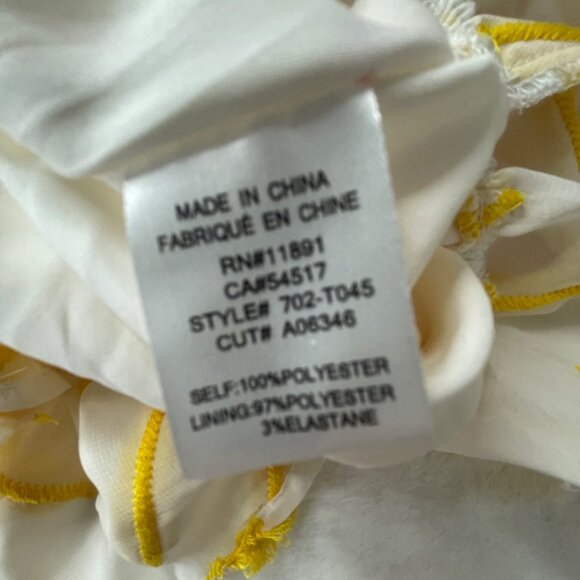 MADE IN CHINA
FABRIQUÉ EN CHINE
RN#11891
CA#54517
STYLE# 702-T045
CUT# A06346
SELF:100%POLYESTER
LINING:97%POLYESTER
3%ELASTANE